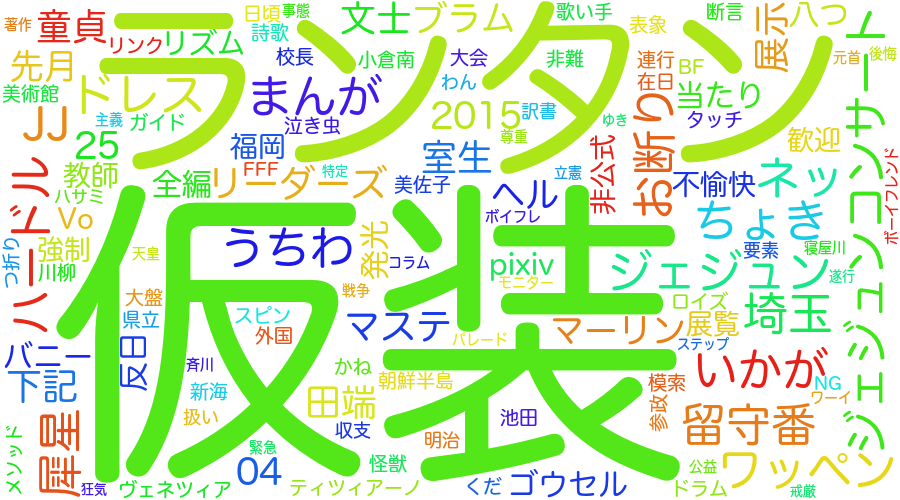 ランタン
仮装
著作
童貞
日頃
事態
リンク
リズム
詩歌
文士
ブラム
歌い手
断言
表象
八つ
展示
先月
美術館
ドレス
校長
小倉南
大会
非難
連行
在日
BF
元首
後悔
JJ
主義
ガイド
25
まんが
泣き虫
わん
2015
訳書
尊重
ゆき
当たり
タッチ
歓迎
ジェジュンコンサート
ボーイフレンド
福岡
FFF
特定
室生
立憲
非公式
お断り
不愉快
ネッ
教師
ハサミ
全編
リーダーズ
美佐子
ヘル
ボイフレ
ハードル
Vo
強制
川柳
天皇
うちわ
発光
コラム
ちょき
要素
寝屋川
遂行
つ折り
pixiv
モニター
ジェジュン
戦争
大盤
県立
スピン
外国
マステ
マーリン
ロイズ
展覧
埼玉
バニー
反日
斉川
パレード
ステップ
いかが
下記
新海
かね
朝鮮半島
模索
NG
ワーイ
犀星
扱い
田端
収支
池田
明治
参政
留守番
メソッド
緊急
怪獣
04
狂気
ヴェネツィア
ティツィアーノ
くだ
ゴウセル
ドラム
公益
ワッペン
戒厳